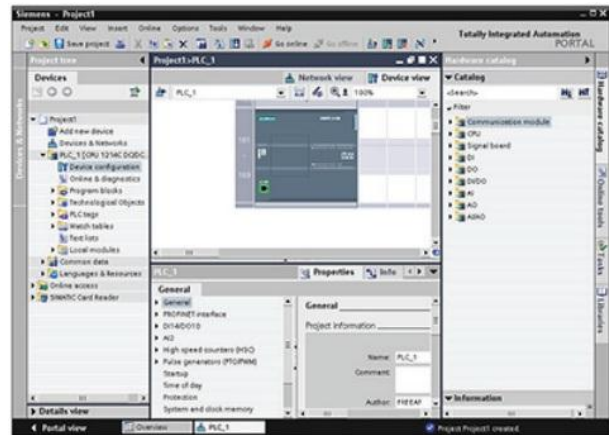 Siemens - Project1
Project Edit View Insert Online Options Tools Window Help
Save project
Go online
Go offline
Totally Integrated Automation
PORTAL
Project tree
Devices
Project1
Add new device
Devices & Networks
PLC_1 [CPU 1214C DC/DC...
Device configuration
Online & diagnostics
Program blocks
Technological Objects
PLC tags
Watch tables
Text lists
Local modules
Common data
Languages & Resources
Online access
SIMATIC Card Reader
Details view
Devices & Networks
Project1>PLC_1
Network view
Device view
PLC_1
100%
101
103
PLC_1
Properties
Info
General
General
PROFINET interface
DI14/DO10
AI2
High speed counters (HSC)
Pulse generators (PTO/PWM)
Startup
Time of day
Protection
System and clock memory
General
Project information
Name: PLC_1
Comment:
Author:
Hardware catalog
Catalog
<Search>
Filter
Communication module
CPU
Signal board
DI
DO
DI/DO
AI
AO
AI/AO
Information
Hardware catalog
Online tools
Tasks
Libraries
Portal view
Overview
PLC_1
Project Project1 created.